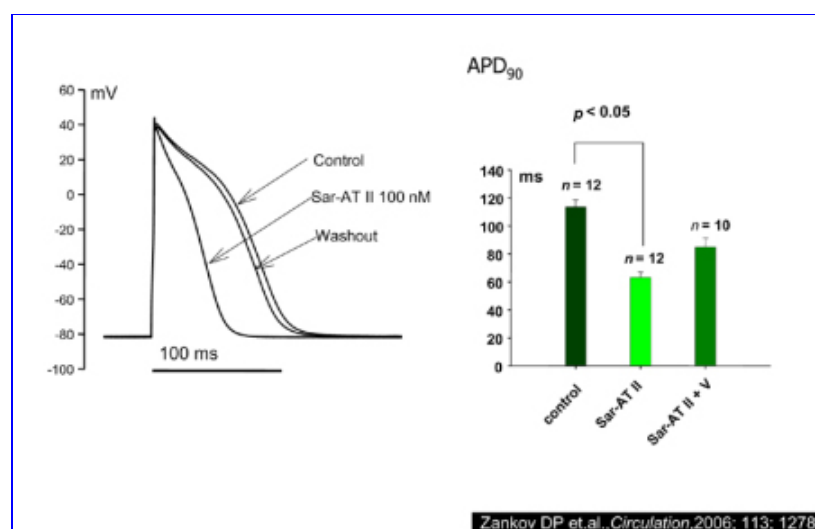 APD90
60
mV
40
20
0
-20
-40
-60
-80
-100
Control
Sar-AT II 100 nM
Washout
100 ms
p < 0.05
140
ms
120
100
80
60
40
20
0
n = 12
n = 12
n = 10
control
Sar-AT II
Sar-AT II + V
Zankov DP et.al.,Circulation,2006; 113; 1278